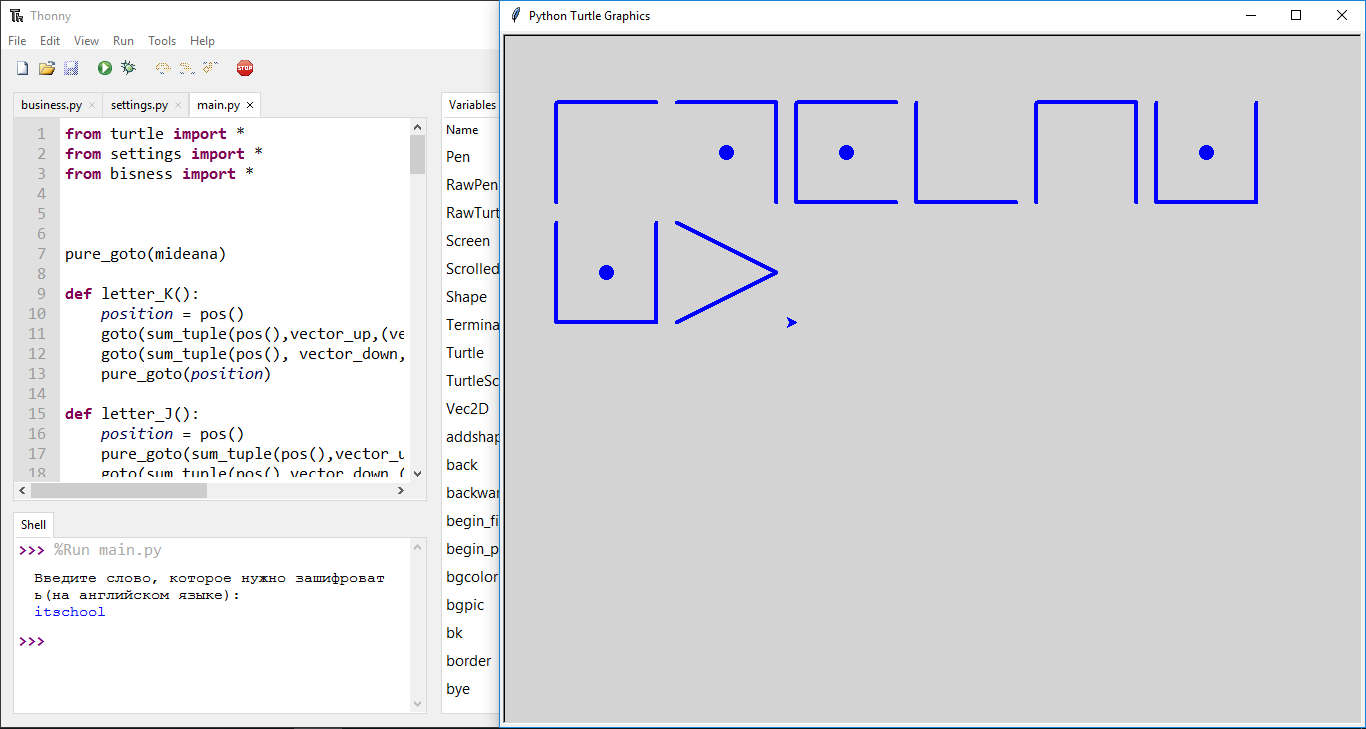 Thonny
Python Turtle Graphics
File Edit View Run Tools Help
STOP
business.py settings.py main.py
Variables
Name
Pen
RawPen
RawTurt
Screen
Scrolled
Shape
Termina
Turtle
TurtleSc
Vec2D
addshap
back
backwar
begin_fi
begin_p
bgcolor
bgpic
bk
border
bye
1 from turtle import *
2 from settings import *
3 from bisness import *
4
5
6
7 pure_goto(mideana)
8
9 def letter_K():
10 position = pos()
11 goto(sum_tuple(pos(),vector_up,(ve
12 goto(sum_tuple(pos(), vector_down,
13 pure_goto(position)
14
15 def letter_J():
16 position = pos()
17 pure_goto(sum_tuple(pos(),vector_u
18 goto(sum_tuple(pos(),vector_down,(
Shell
>>> %Run main.py
Введите слово, которое нужно зашифроват
ь(на английском языке):
itschool
>>>